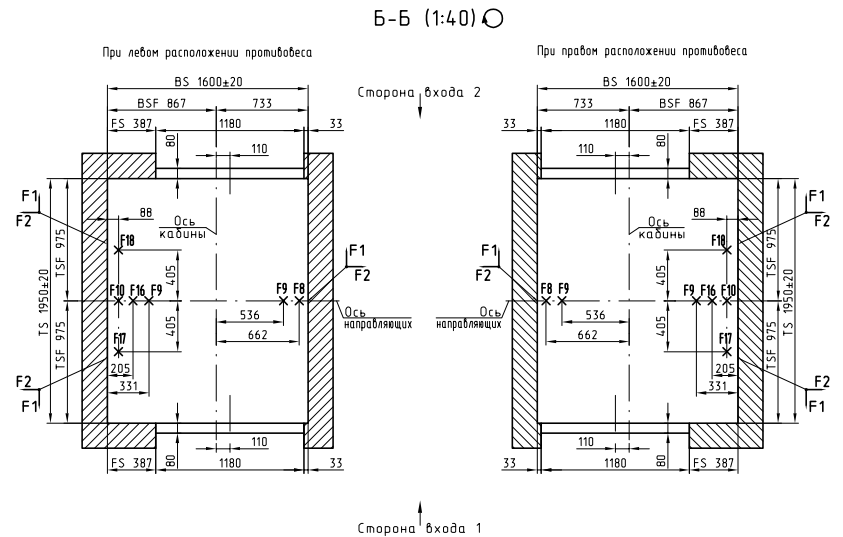 Б-Б (1:40)
При левом расположении противовеса
При правом расположении противовеса
BS 1600±20
BSF 867
733
FS 387
1180
33
80
110
Сторона входа 2
BS 1600±20
733
BSF 867
33
1180
FS 387
80
110
F1
F2
88
Ось
кабины
F18
405
TSF 975
TS 1950±20
F10
F16
F9
F9
F8
F1
F2
536
Ось
направляющих
662
405
F17
TSF 975
205
331
F2
F1
110
80
FS 387
1180
33
F1
F2
88
Ось
кабины
F18
405
TSF 975
TS 1950±20
F8
F9
F9
F16
F10
Ось
направляющих
536
662
405
F17
TSF 975
205
331
F2
F1
110
80
33
1180
FS 387
Сторона входа 1